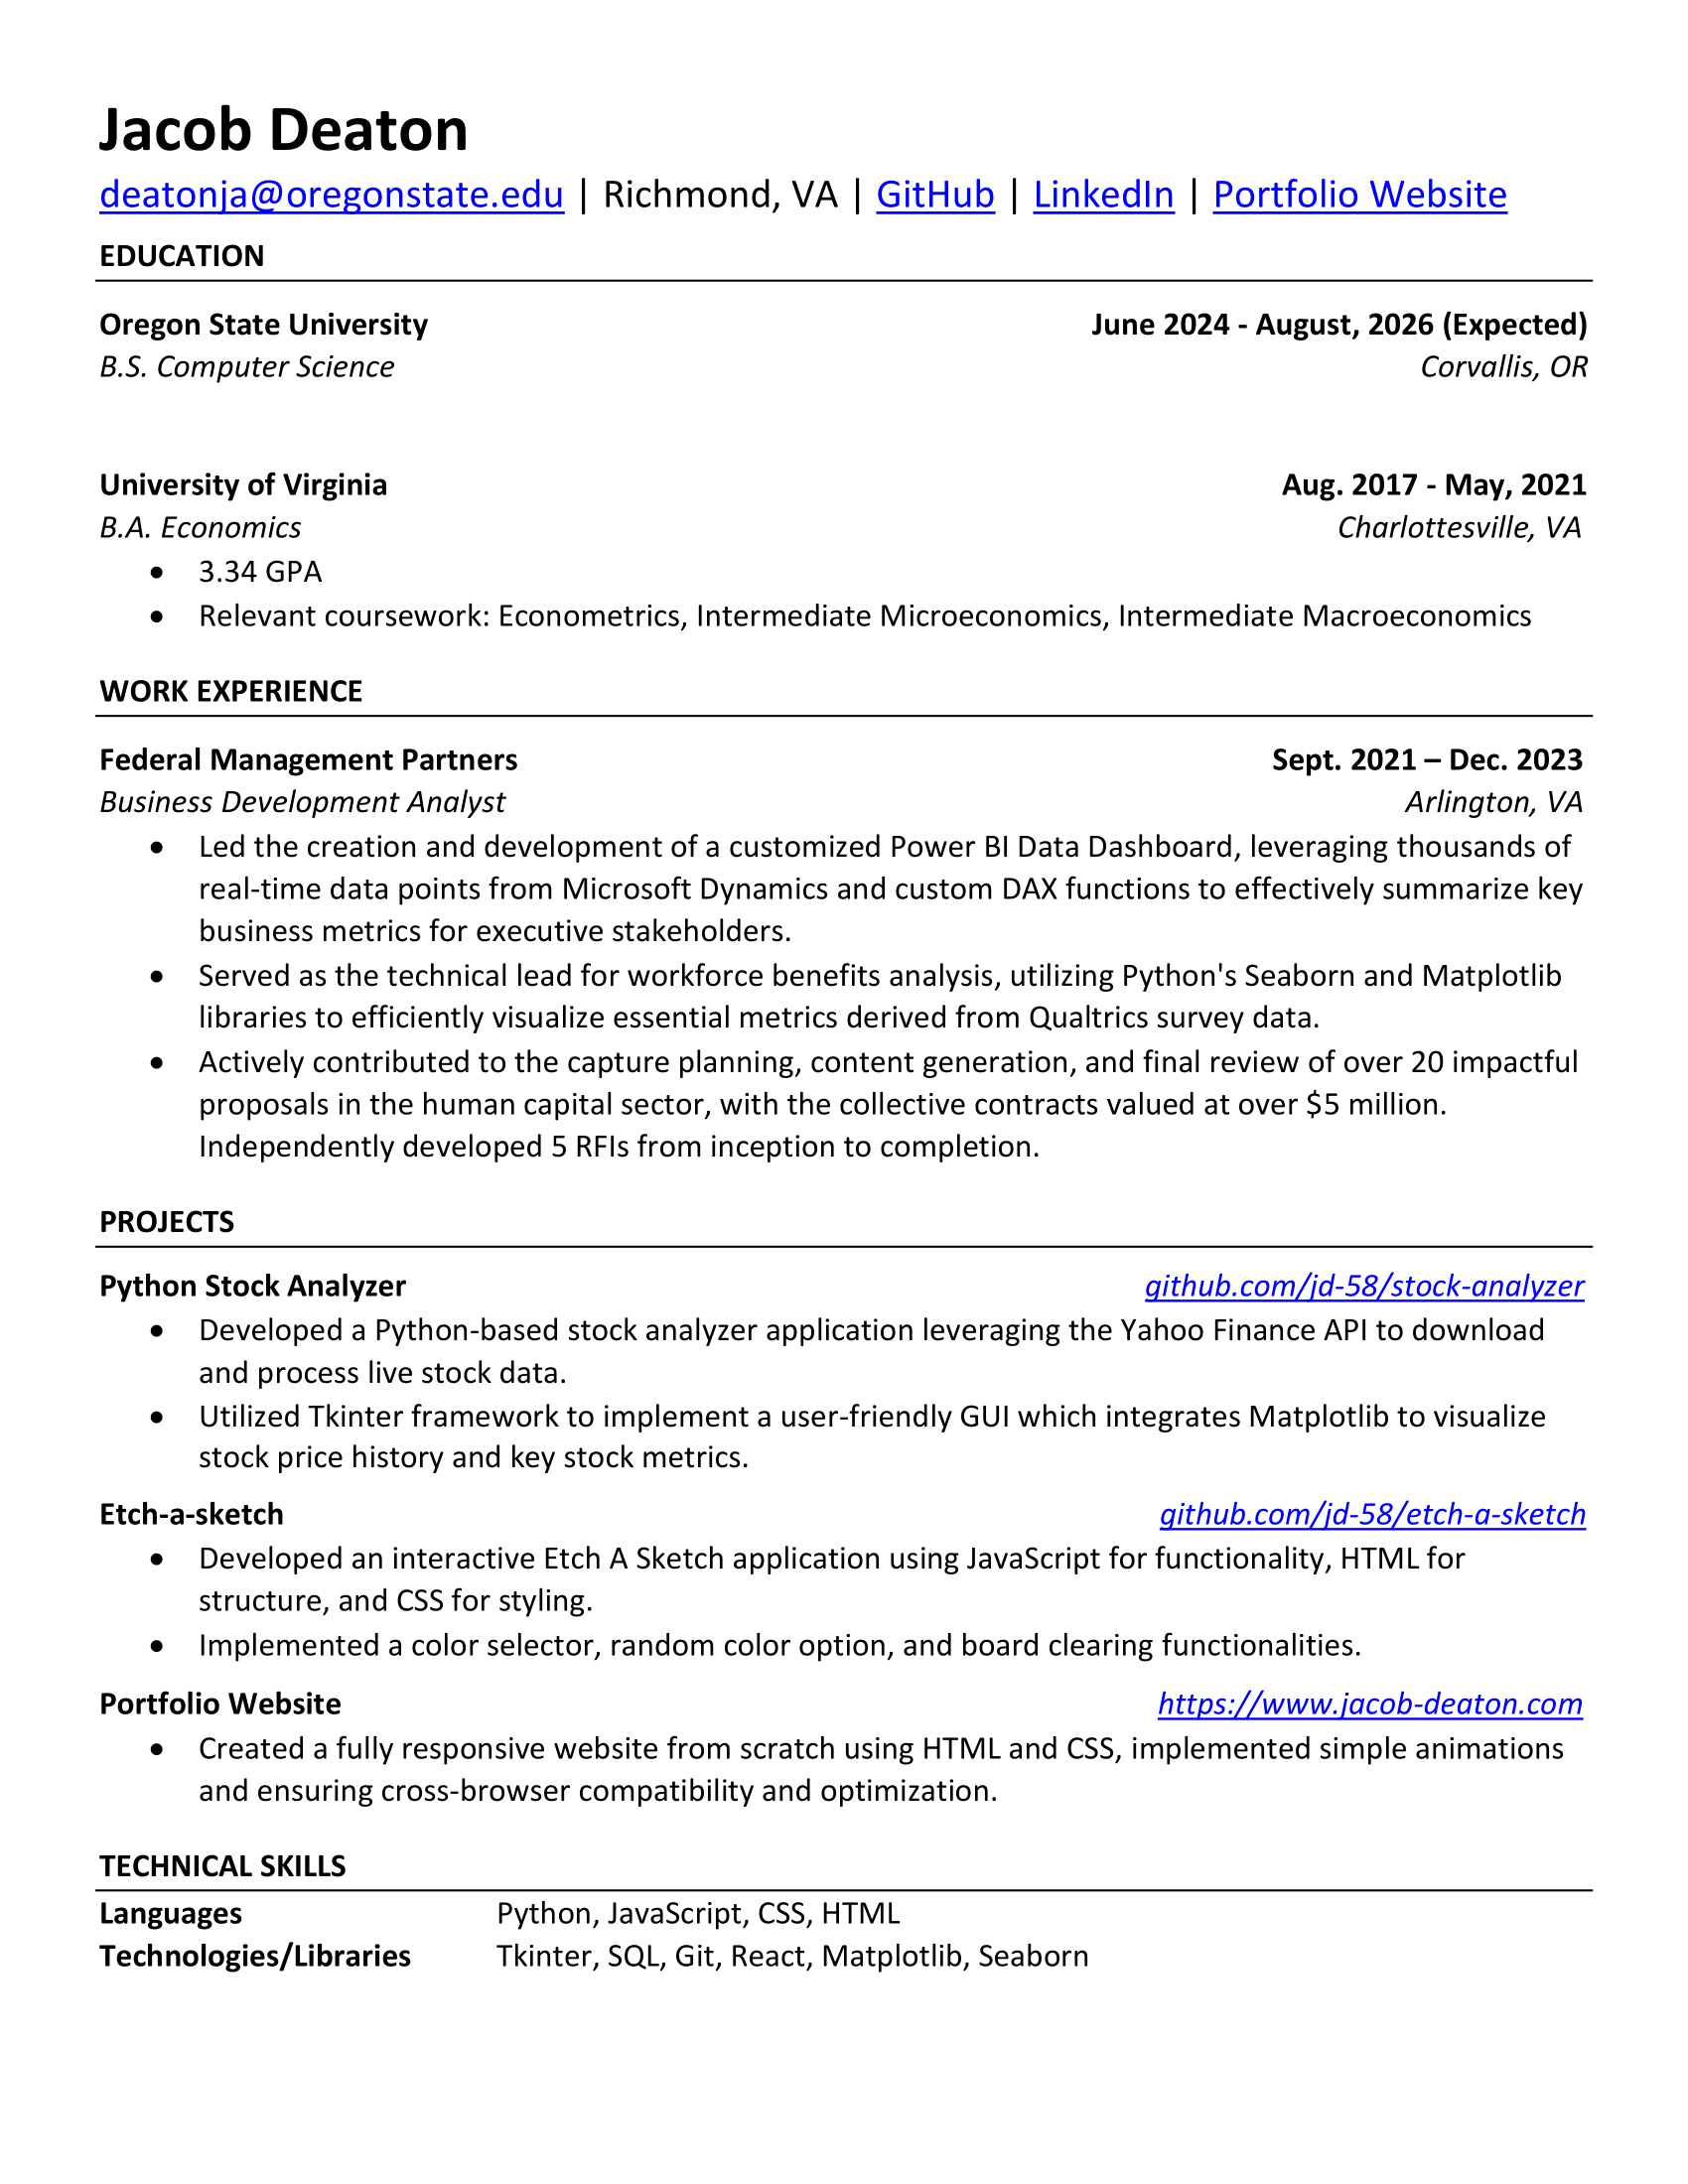 Jacob Deaton
deatonja@oregonstate.edu | Richmond, VA | GitHub | LinkedIn | Portfolio Website
EDUCATION
Oregon State University June 2024 - August, 2026 (Expected)
B.S. Computer Science Corvallis, OR
University of Virginia Aug. 2017 - May, 2021
B.A. Economics Charlottesville, VA
• 3.34 GPA
• Relevant coursework: Econometrics, Intermediate Microeconomics, Intermediate Macroeconomics
WORK EXPERIENCE
Federal Management Partners Sept. 2021 – Dec. 2023
Business Development Analyst Arlington, VA
• Led the creation and development of a customized Power BI Data Dashboard, leveraging thousands of
real-time data points from Microsoft Dynamics and custom DAX functions to effectively summarize key
business metrics for executive stakeholders.
• Served as the technical lead for workforce benefits analysis, utilizing Python's Seaborn and Matplotlib
libraries to efficiently visualize essential metrics derived from Qualtrics survey data.
• Actively contributed to the capture planning, content generation, and final review of over 20 impactful
proposals in the human capital sector, with the collective contracts valued at over $5 million.
Independently developed 5 RFIs from inception to completion.
PROJECTS
Python Stock Analyzer github.com/jd-58/stock-analyzer
• Developed a Python-based stock analyzer application leveraging the Yahoo Finance API to download
and process live stock data.
• Utilized Tkinter framework to implement a user-friendly GUI which integrates Matplotlib to visualize
stock price history and key stock metrics.
Etch-a-sketch github.com/jd-58/etch-a-sketch
• Developed an interactive Etch A Sketch application using JavaScript for functionality, HTML for
structure, and CSS for styling.
• Implemented a color selector, random color option, and board clearing functionalities.
Portfolio Website https://www.jacob-deaton.com
• Created a fully responsive website from scratch using HTML and CSS, implemented simple animations
and ensuring cross-browser compatibility and optimization.
TECHNICAL SKILLS
Languages Python, JavaScript, CSS, HTML
Technologies/Libraries Tkinter, SQL, Git, React, Matplotlib, Seaborn